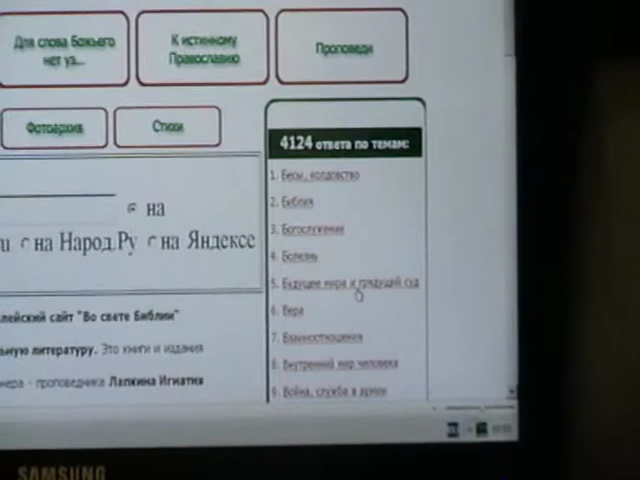 Для слова Божьего
нет уз...
К истинному
Православию
Проповеди
Фотоархив
Стихи
на
на Народ.Ру на Яндексе
"Во свете Библии"
сайт
литературу. Это книги и издания
проповедника Лапкина Игнатия
4124 ответа по темам:
1. Бесы, колдовство
2. Библия
3. Богослужение
4. Болезнь
5. Будущее мира и грядущий суд
6. Вера
7. Взаимоотношения
8. Внутренний мир человека
9. Война, служба в армии
SAMSUNG